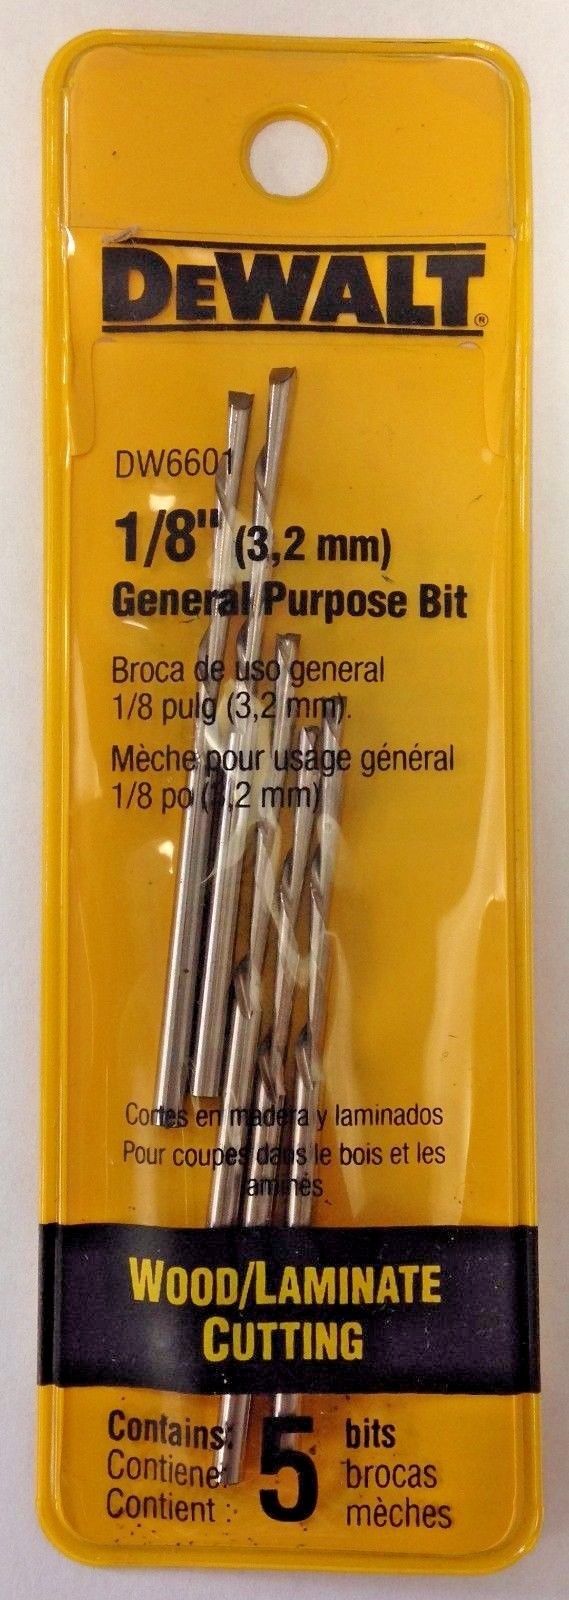 DEWALT®
DW6601
1/8" (3,2 mm)
General Purpose Bit
Broca de uso general
1/8 pulg (3,2 mm).
Mèche pour usage général
1/8 po (3,2 mm)
Cortes en madera y laminados
Pour coupes dans le bois et les
laminés
WOOD/LAMINATE
CUTTING
Contains: 5 bits
Contiene: brocas
Contient : mèches